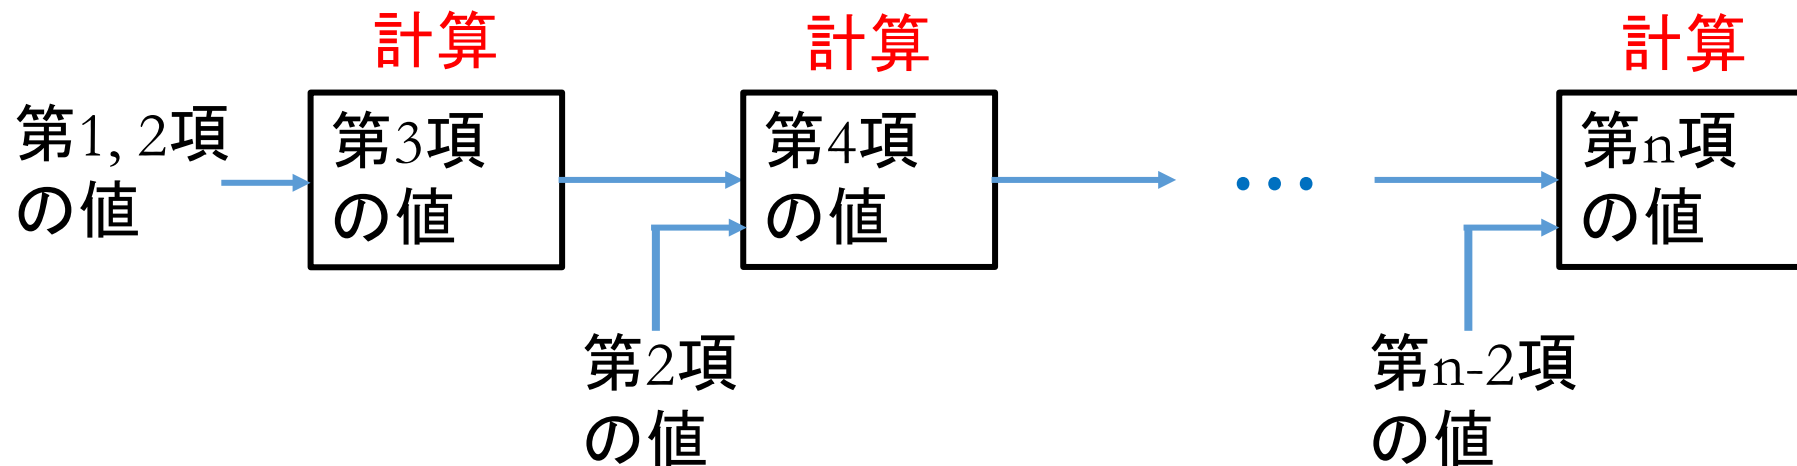 計算
計算
計算
第1, 2項
の値
第3項
の値
第4項
の値
…
第n項
の値
第2項
の値
第n-2項
の値